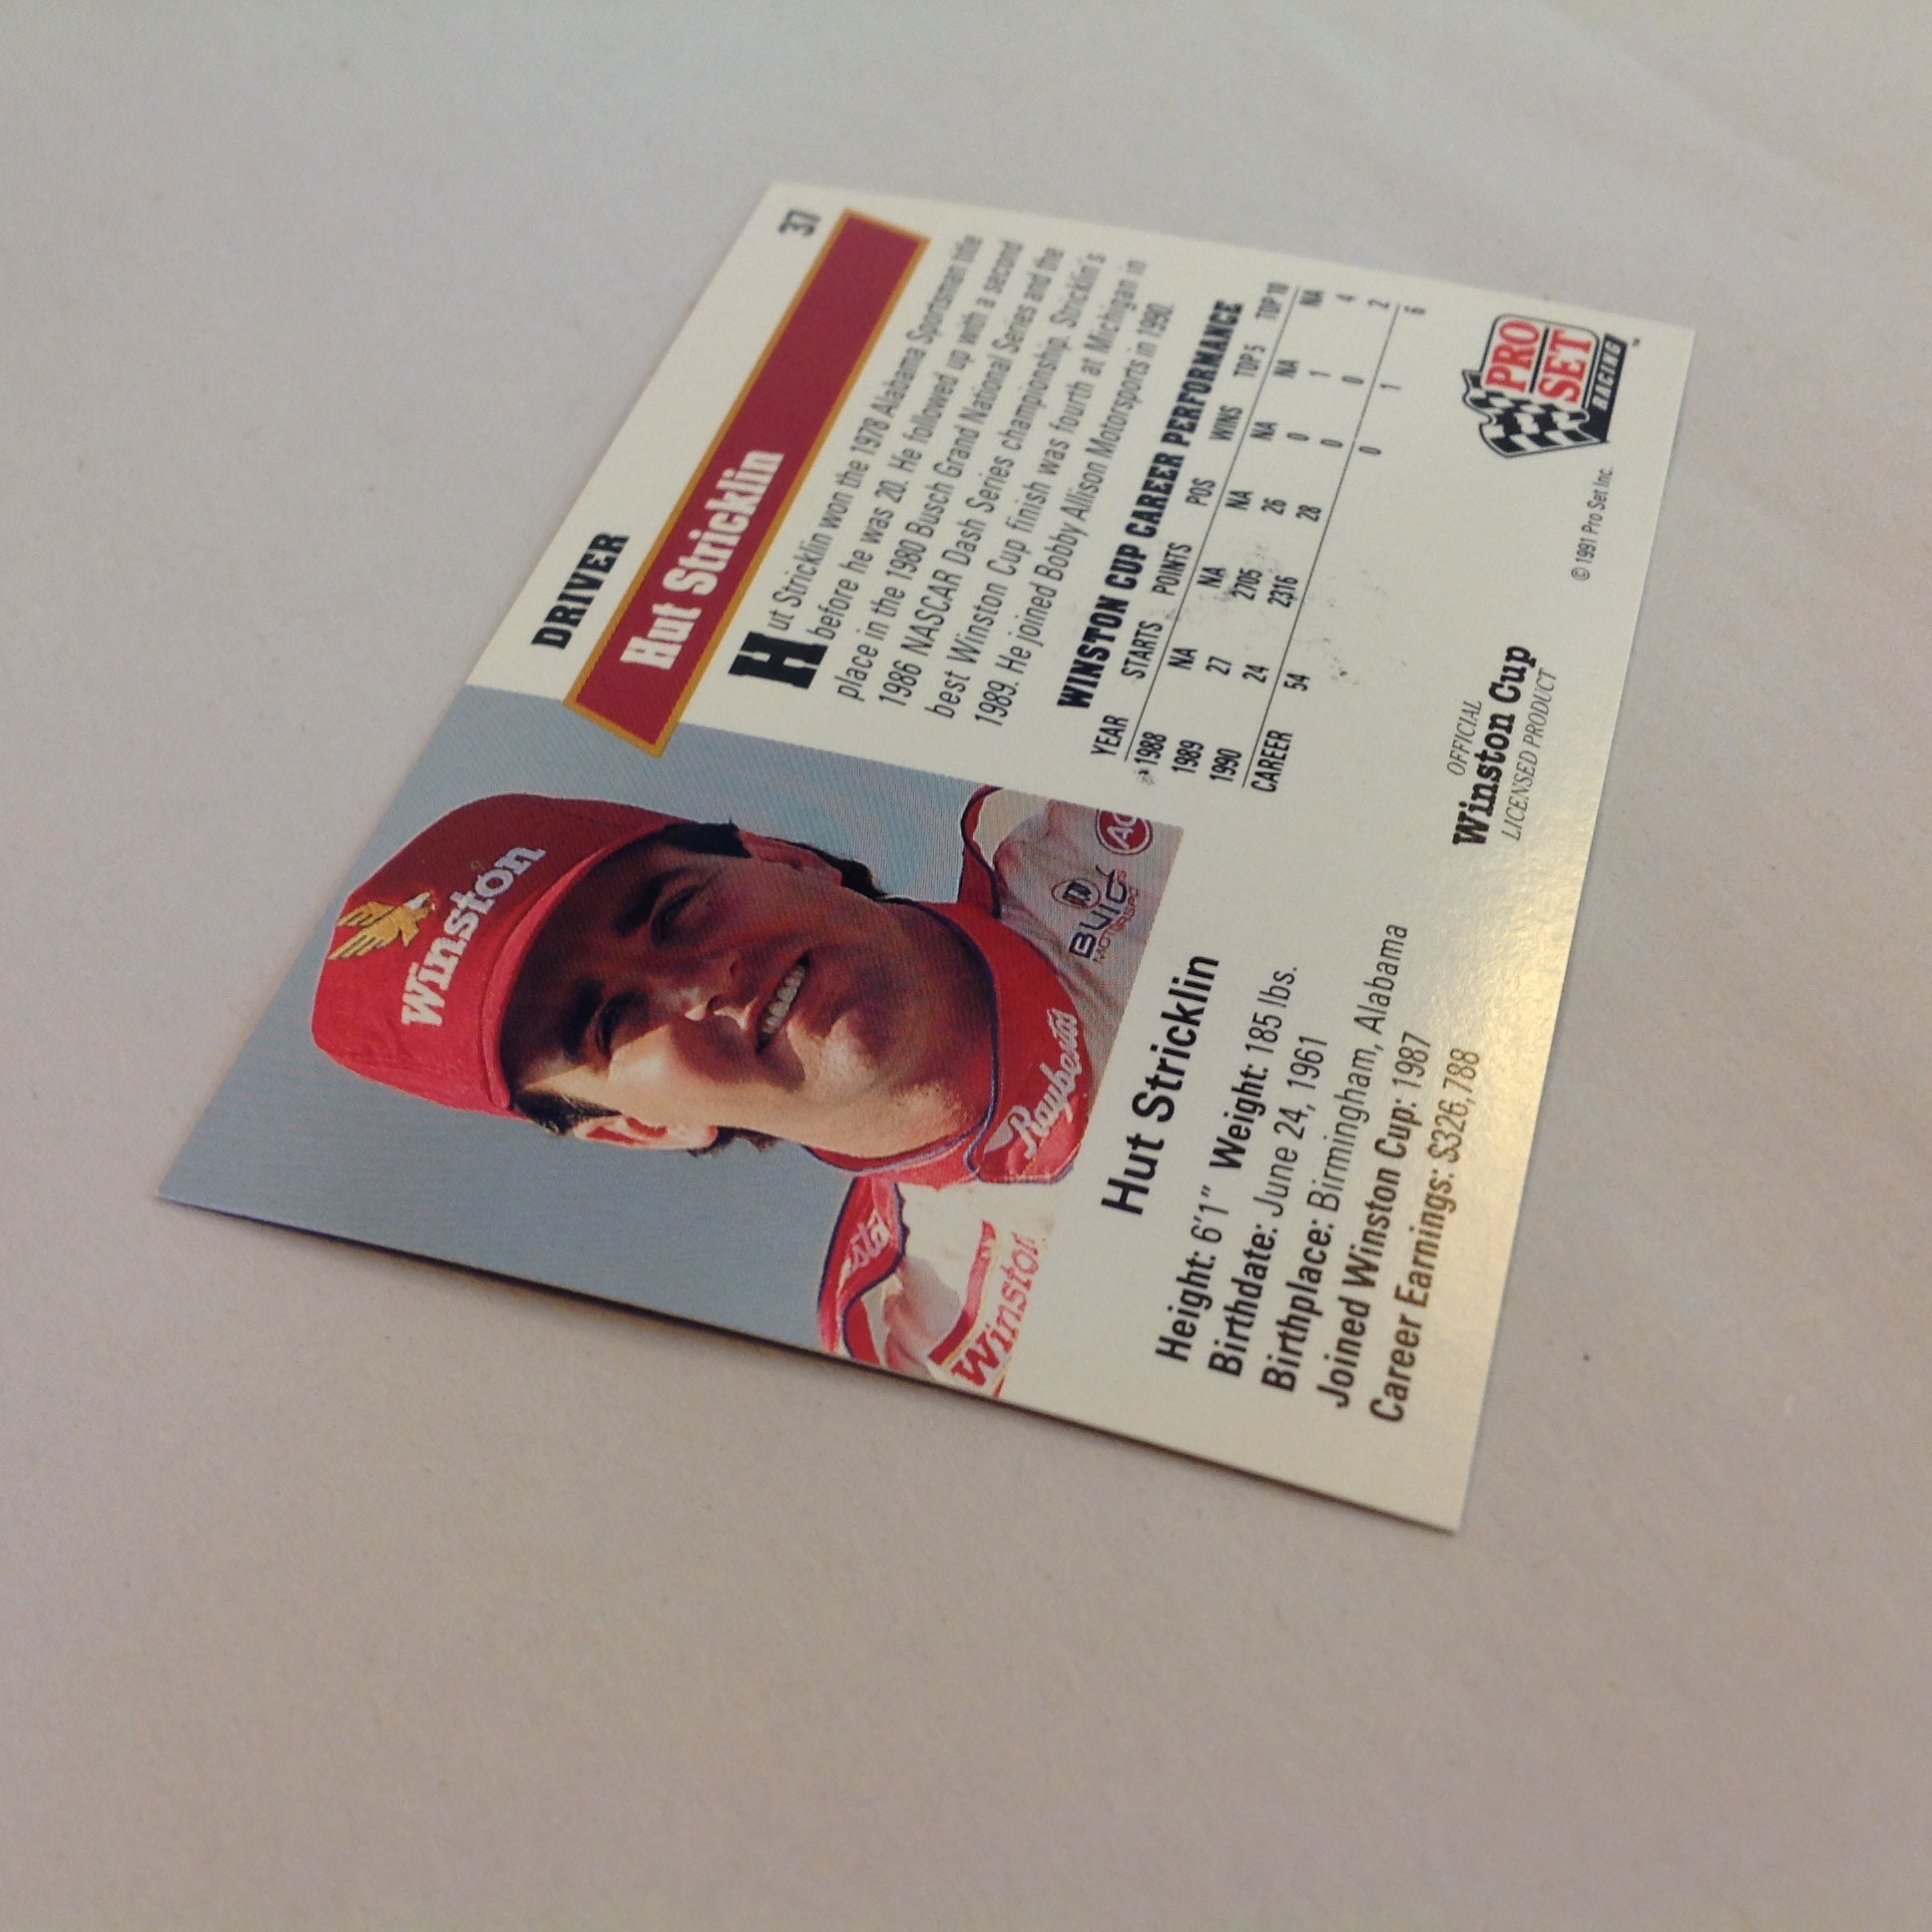 37
DRIVER
Hut Stricklin
Hut Stricklin won the 1978 Alabama Sportsman title
before he was 20. He followed up with a second
place in the 1980 Busch Grand National Series and the
1986 NASCAR Dash Series championship. Stricklin's
best Winston Cup finish was fourth at Michigan in
1989. He joined Bobby Allison Motorsports in 1990.
WINSTON CUP CAREER PERFORMANCE
YEAR STARTS POINTS POS WINS TOP 5 TOP 10
1988 NA NA NA NA NA NA
1989 27 2705 26 0 1 4
1990 24 2316 28 0 0 2
CAREER 54 0 1 6
Winston
Raybestos
BUICK
MOTORSPORTS
AC
sto
Winston
Hut Stricklin
Height: 6'1" Weight: 185 lbs.
Birthdate: June 24, 1961
Birthplace: Birmingham, Alabama
Joined Winston Cup: 1987
Career Earnings: $326,788
OFFICIAL
Winston Cup
LICENSED PRODUCT
© 1991 Pro Set Inc.
PRO
SET
RACING
™